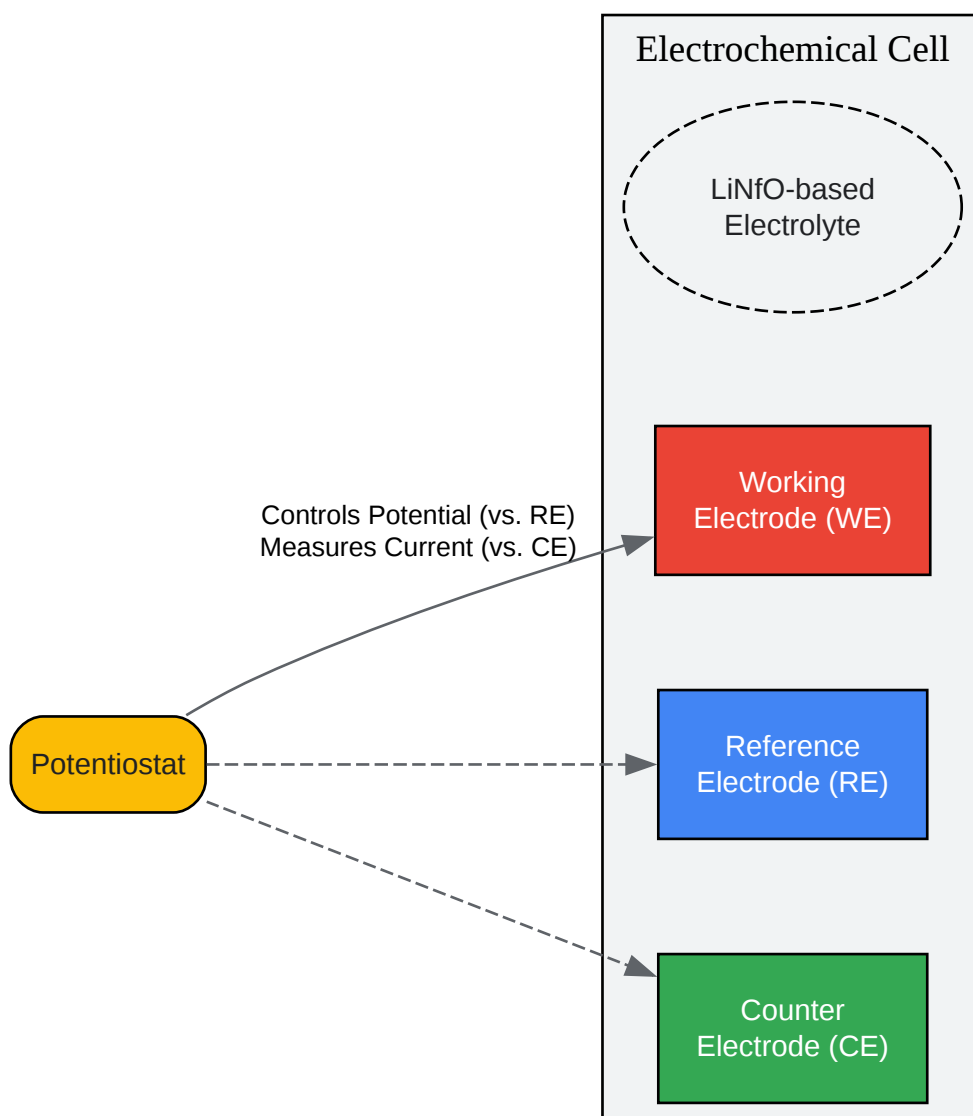 Electrochemical Cell
LiNfO-based
Electrolyte
Working
Electrode (WE)
Controls Potential (vs. RE)
Measures Current (vs. CE)
Potentiostat
Reference
Electrode (RE)
Counter
Electrode (CE)